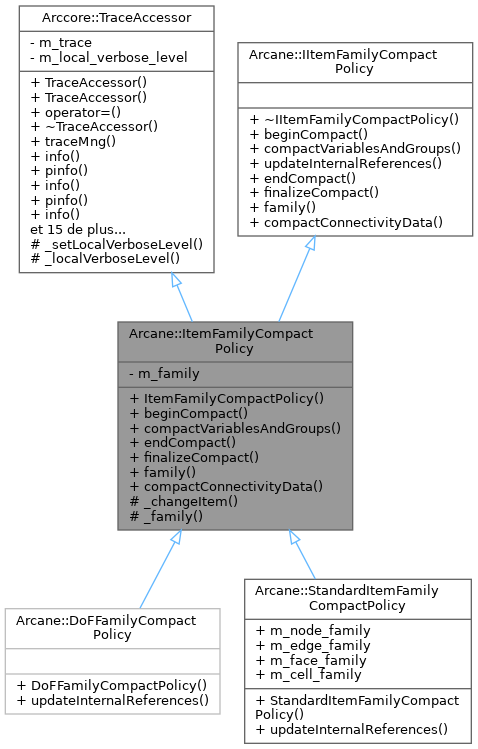 Arccore::TraceAccessor
- m_trace
- m_local_verbose_level
+ TraceAccessor()
+ TraceAccessor()
+ operator=()
+ ~TraceAccessor()
+ traceMng()
+ info()
+ pinfo()
+ info()
+ pinfo()
+ info()
et 15 de plus...
# _setLocalVerboseLevel()
# _localVerboseLevel()
Arcane::IItemFamilyCompact
Policy
+ ~IItemFamilyCompactPolicy()
+ beginCompact()
+ compactVariablesAndGroups()
+ updateInternalReferences()
+ endCompact()
+ finalizeCompact()
+ family()
+ compactConnectivityData()
Arcane::ItemFamilyCompact
Policy
- m_family
+ ItemFamilyCompactPolicy()
+ beginCompact()
+ compactVariablesAndGroups()
+ endCompact()
+ finalizeCompact()
+ family()
+ compactConnectivityData()
# _changeItem()
# _family()
Arcane::DoFFamilyCompact
Policy
+ DoFFamilyCompactPolicy()
+ updateInternalReferences()
Arcane::StandardItemFamily
CompactPolicy
+ m_node_family
+ m_edge_family
+ m_face_family
+ m_cell_family
+ StandardItemFamilyCompact
Policy()
+ updateInternalReferences()